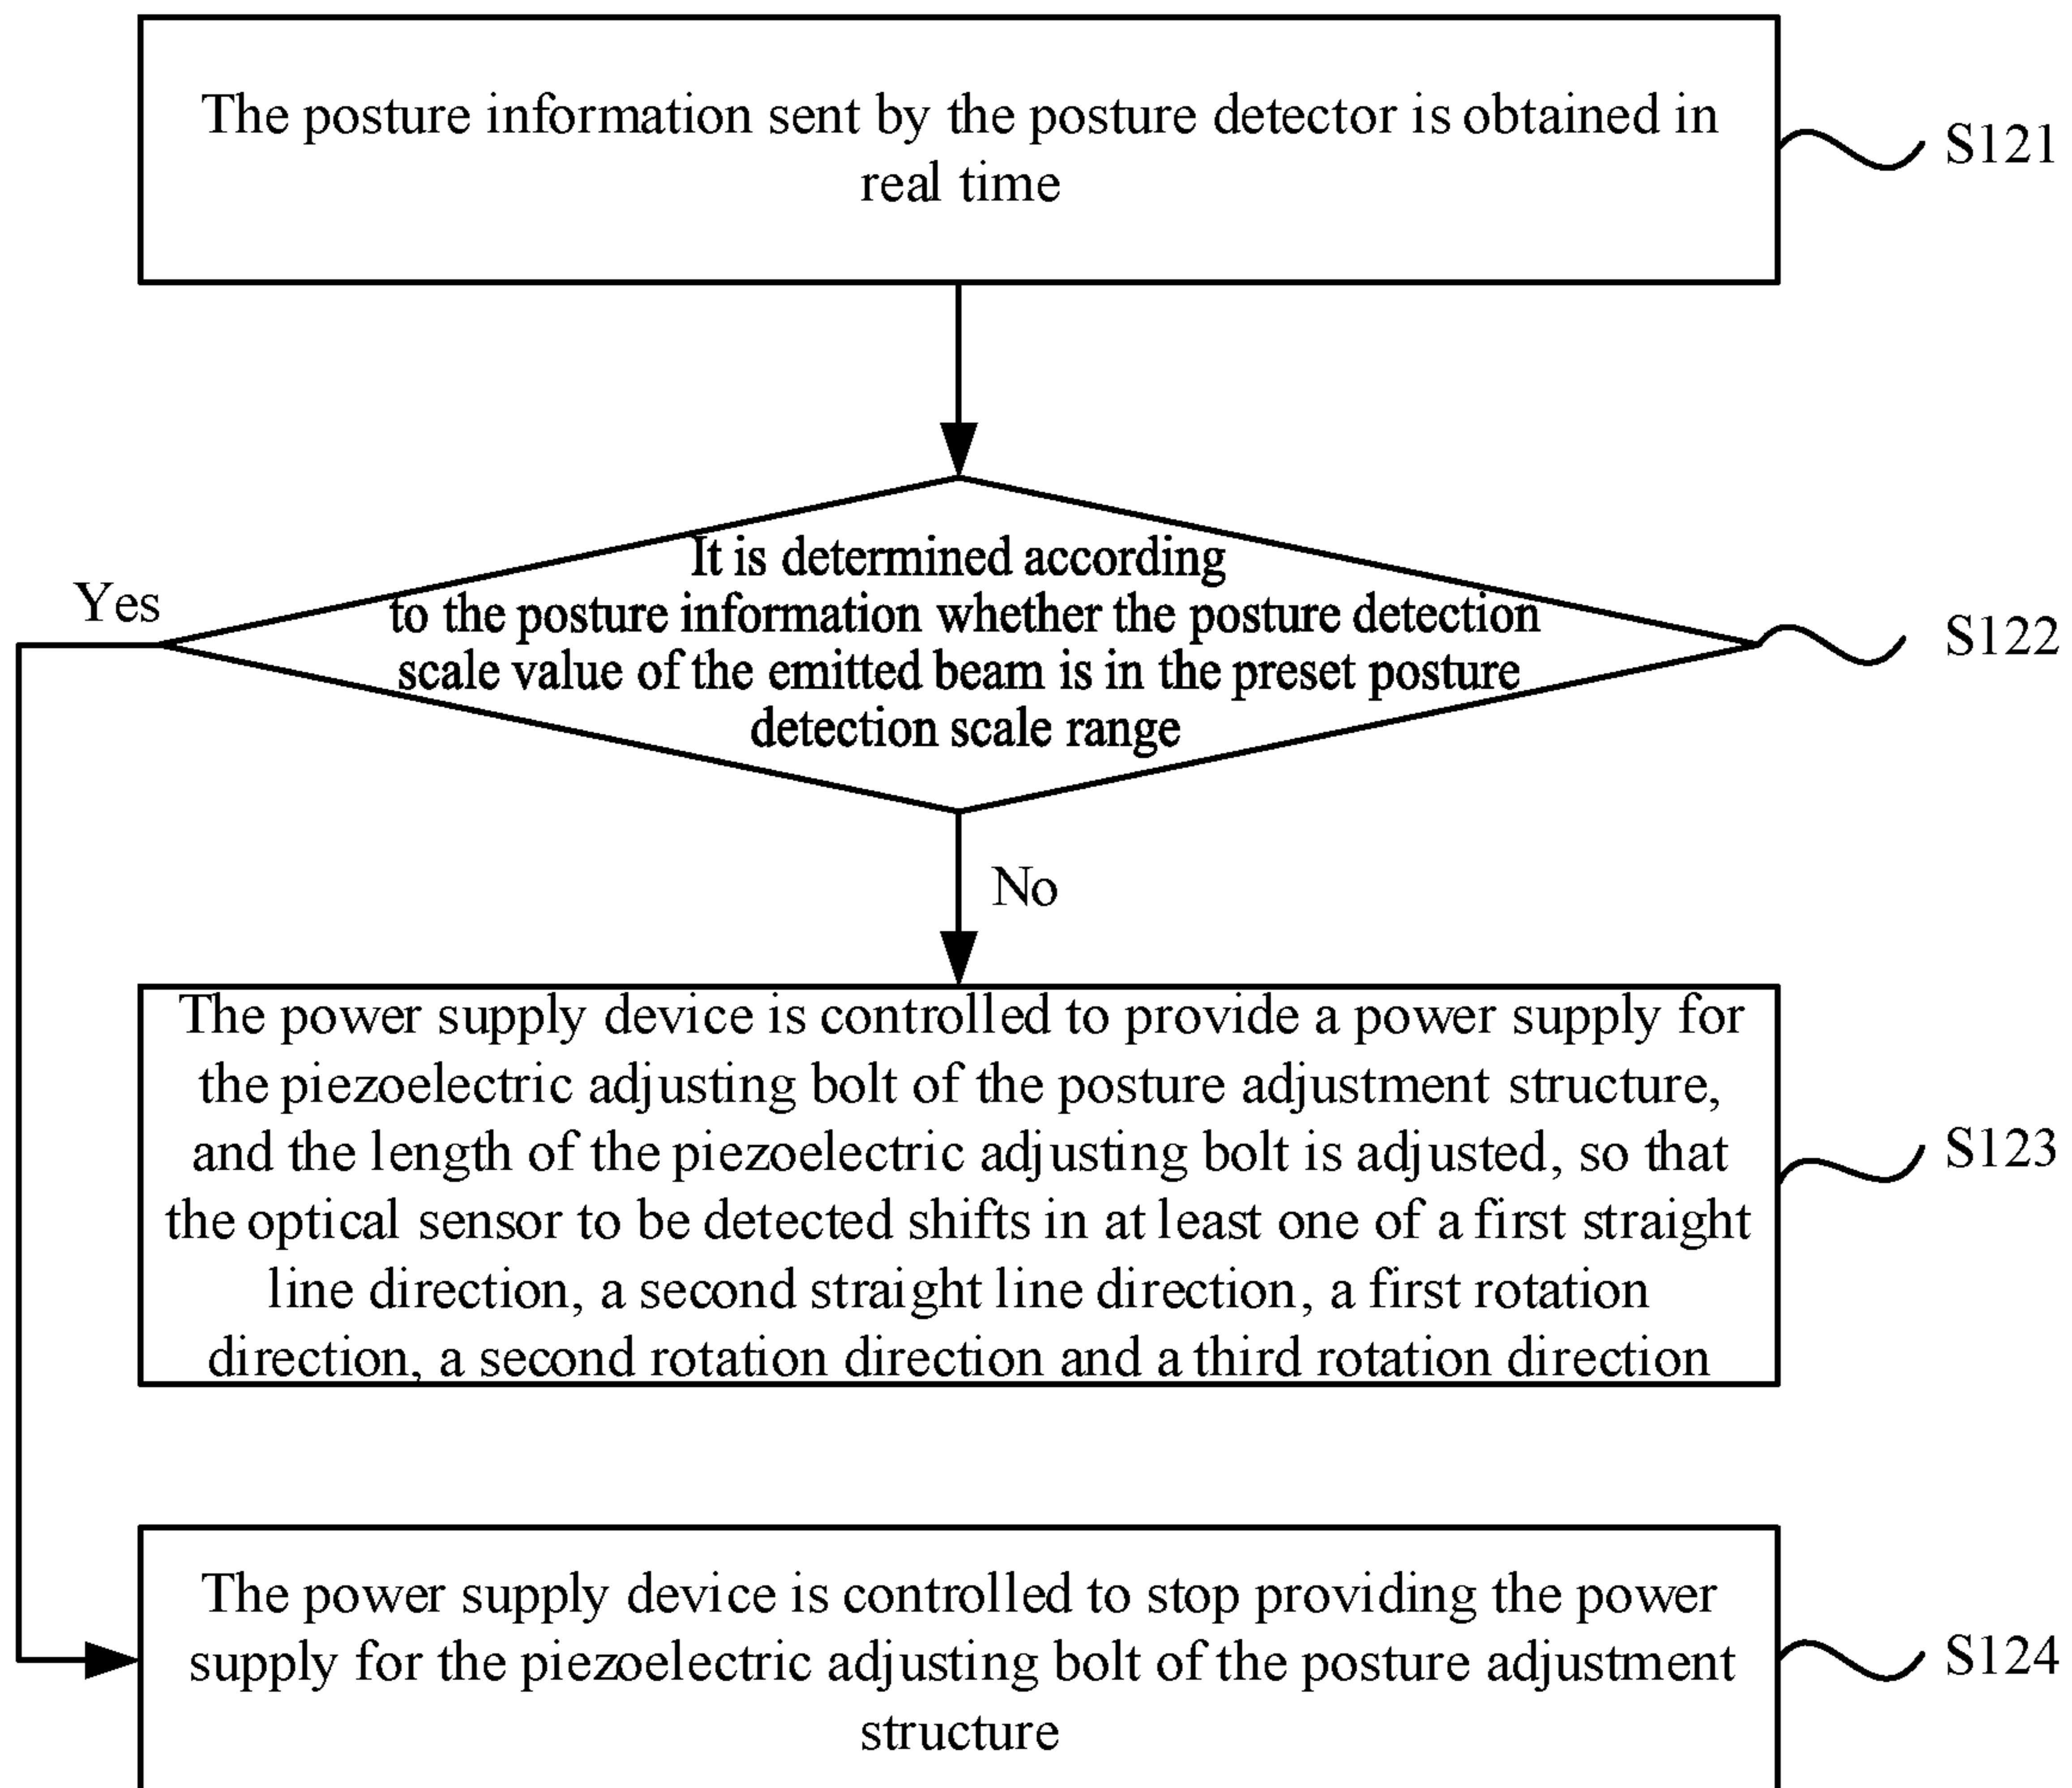 The posture information sent by the posture detector is obtained in
real time
S121
It is determined according
to the posture information whether the posture detection
scale value of the emitted beam is in the preset posture
detection scale range
Yes
S122
No
The power supply device is controlled to provide a power supply for
the piezoelectric adjusting bolt of the posture adjustment structure,
and the length of the piezoelectric adjusting bolt is adjusted, so that
the optical sensor to be detected shifts in at least one of a first straight
line direction, a second straight line direction, a first rotation
direction, a second rotation direction and a third rotation direction
S123
The power supply device is controlled to stop providing the power
supply for the piezoelectric adjusting bolt of the posture adjustment
structure
S124